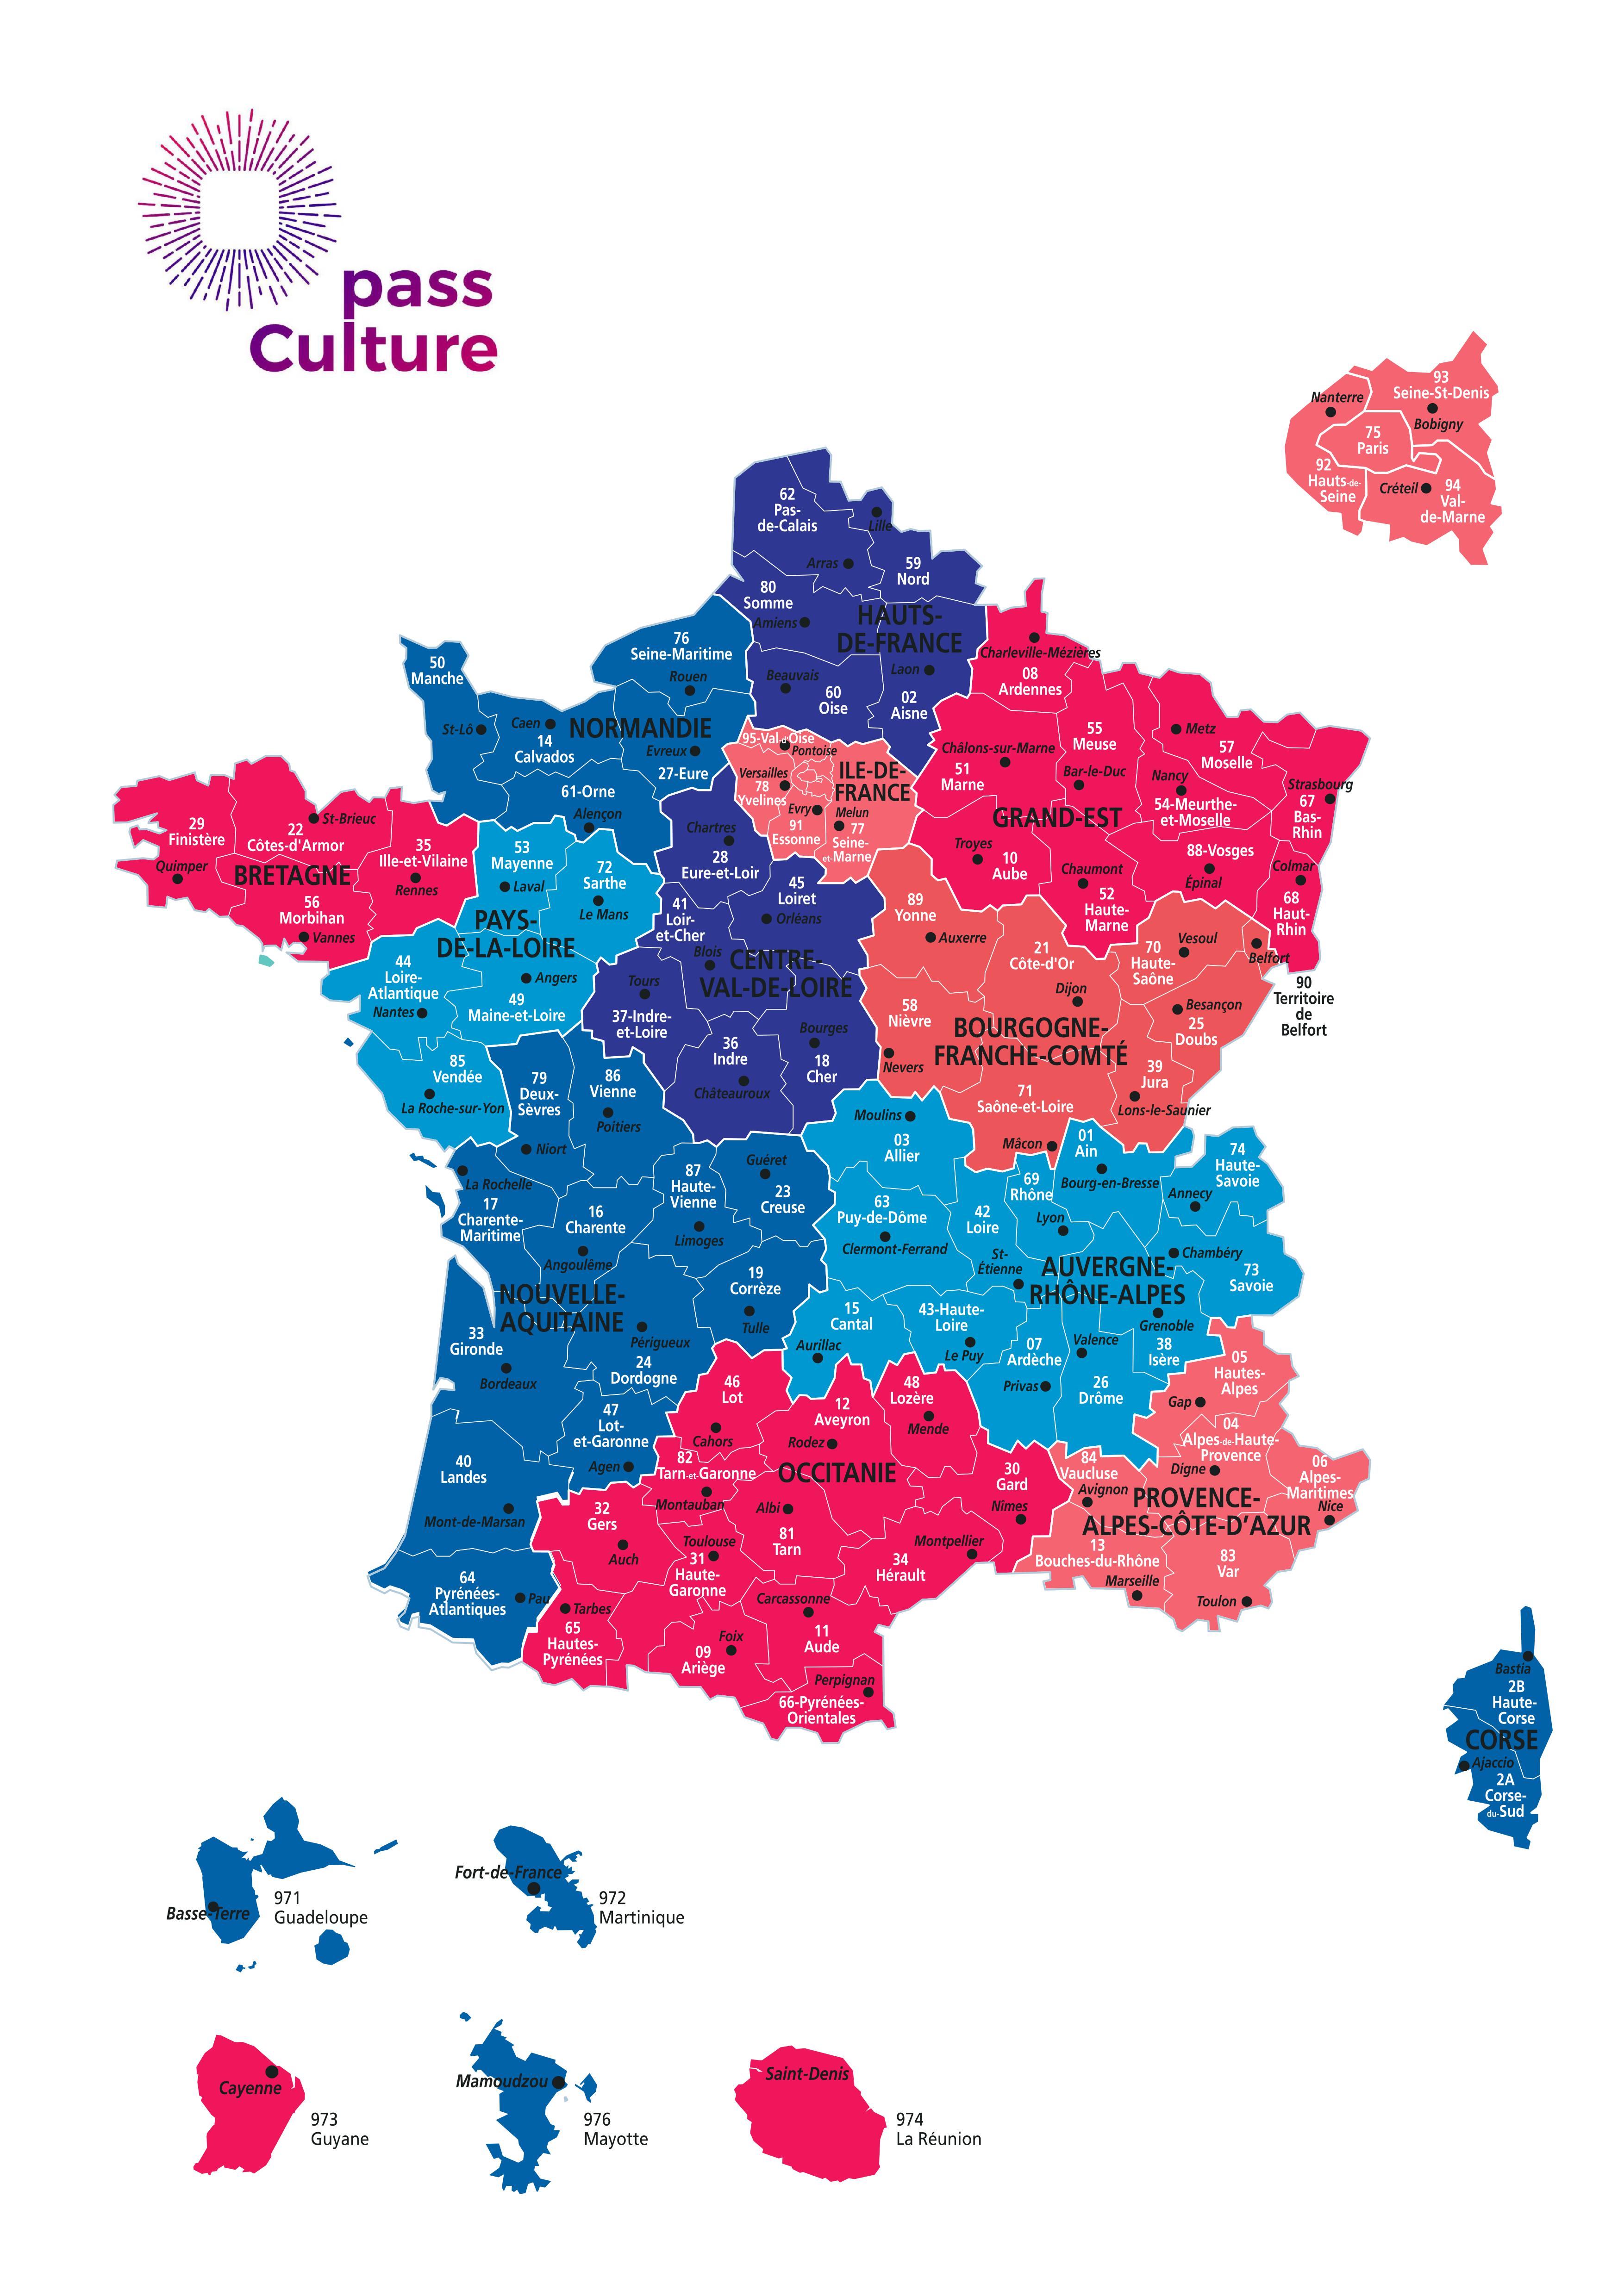 pass
Culture
93
Seine-St-Denis
Nanterre
Bobigny
75
Paris
92
Hauts-de-
Seine
Créteil
94
Val-
de-Marne
62
Pas-
de-Calais
Lille
Arras
59
Nord
80
Somme
Amiens
HAUTS-
DE-FRANCE
Beauvais
60
Oise
Laon
02
Aisne
76
Seine-Maritime
Rouen
50
Manche
St-Lô
Caen
14
Calvados
NORMANDIE
Evreux
27-Eure
61-Orne
Alençon
95-Val-d'Oise
Pontoise
Versailles
78
Yvelines
ILE-DE-
FRANCE
Evry
91
Essonne
Melun
77
Seine-
et-Marne
Charleville-Mézières
08
Ardennes
Châlons-sur-Marne
51
Marne
55
Meuse
Bar-le-Duc
Metz
57
Moselle
Nancy
54-Meurthe-
et-Moselle
Strasbourg
67
Bas-
Rhin
GRAND-EST
Troyes
10
Aube
Chaumont
52
Haute-
Marne
88-Vosges
Épinal
Colmar
68
Haut-
Rhin
29
Finistère
Quimper
St-Brieuc
22
Côtes-d'Armor
35
Ille-et-Vilaine
Rennes
BRETAGNE
56
Morbihan
Vannes
53
Mayenne
Laval
72
Sarthe
Le Mans
PAYS-
DE-LA-LOIRE
44
Loire-
Atlantique
Nantes
Angers
49
Maine-et-Loire
85
Vendée
La Roche-sur-Yon
Chartres
28
Eure-et-Loir
45
Loiret
Orléans
41
Loir-
et-Cher
Blois
CENTRE-
VAL-DE-LOIRE
Tours
37-Indre-
et-Loire
36
Indre
Châteauroux
Bourges
18
Cher
89
Yonne
Auxerre
21
Côte-d'Or
Dijon
70
Haute-
Saône
Vesoul
Belfort
90
Territoire
de
Belfort
58
Nièvre
Nevers
BOURGOGNE-
FRANCHE-COMTÉ
Besançon
25
Doubs
39
Jura
Lons-le-Saunier
71
Saône-et-Loire
Mâcon
79
Deux-
Sèvres
Niort
86
Vienne
Poitiers
La Rochelle
17
Charente-
Maritime
16
Charente
Angoulême
87
Haute-
Vienne
Limoges
Guéret
23
Creuse
19
Corrèze
Tulle
NOUVELLE-
AQUITAINE
33
Gironde
Bordeaux
Périgueux
24
Dordogne
47
Lot-
et-Garonne
Agen
40
Landes
Mont-de-Marsan
64
Pyrénées-
Atlantiques
Pau
Moulins
03
Allier
63
Puy-de-Dôme
Clermont-Ferrand
42
Loire
St-
Étienne
69
Rhône
Lyon
01
Ain
Bourg-en-Bresse
74
Haute-
Savoie
Annecy
Chambéry
73
Savoie
AUVERGNE-
RHÔNE-ALPES
15
Cantal
Aurillac
43-Haute-
Loire
Le Puy
07
Ardèche
Privas
Valence
26
Drôme
Grenoble
38
Isère
46
Lot
Cahors
12
Aveyron
Rodez
48
Lozère
Mende
82
Tarn-et-Garonne
Montauban
OCCITANIE
Albi
81
Tarn
30
Gard
Nîmes
32
Gers
Auch
Toulouse
31
Haute-
Garonne
Montpellier
34
Hérault
Tarbes
65
Hautes-
Pyrénées
Foix
09
Ariège
Carcassonne
11
Aude
Perpignan
66-Pyrénées-
Orientales
05
Hautes-
Alpes
Gap
04
Alpes-de-Haute-
Provence
Digne
06
Alpes-
Maritimes
Nice
84
Vaucluse
Avignon
PROVENCE-
ALPES-CÔTE-D’AZUR
13
Bouches-du-Rhône
Marseille
83
Var
Toulon
Bastia
2B
Haute-
Corse
CORSE
Ajaccio
2A
Corse-
du-Sud
Basse-Terre
971
Guadeloupe
Fort-de-France
972
Martinique
Cayenne
973
Guyane
Mamoudzou
976
Mayotte
Saint-Denis
974
La Réunion